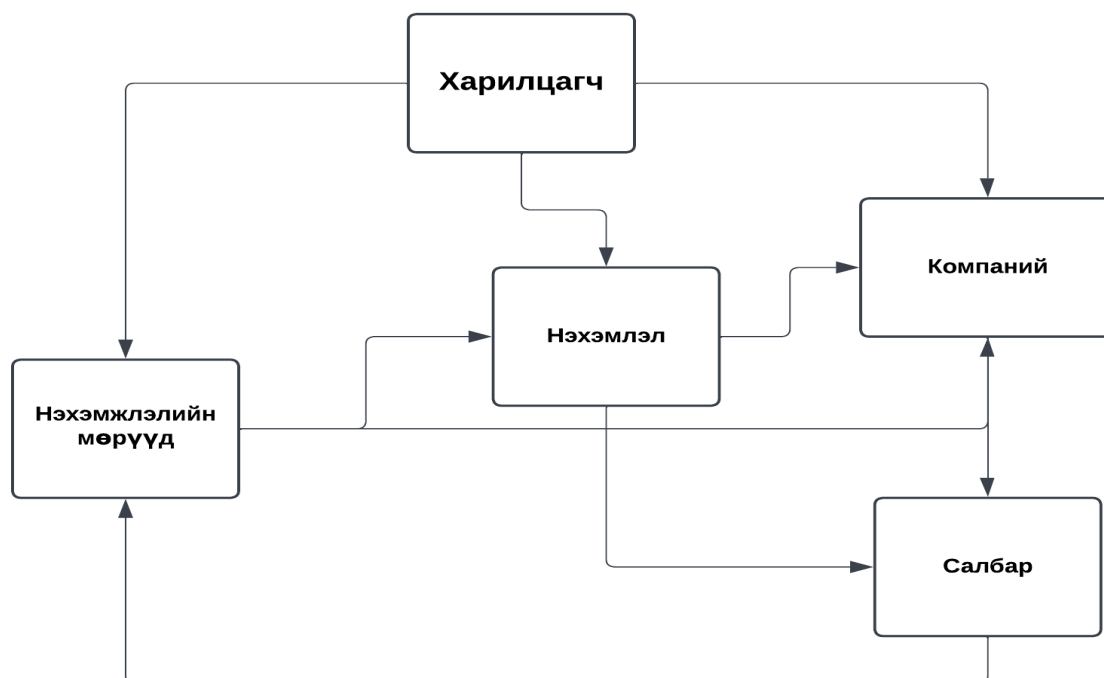 Харилцагч
Компаний
Нэхэмлэл
Нэхэмжлэлийн
мөрүүд
Салбар